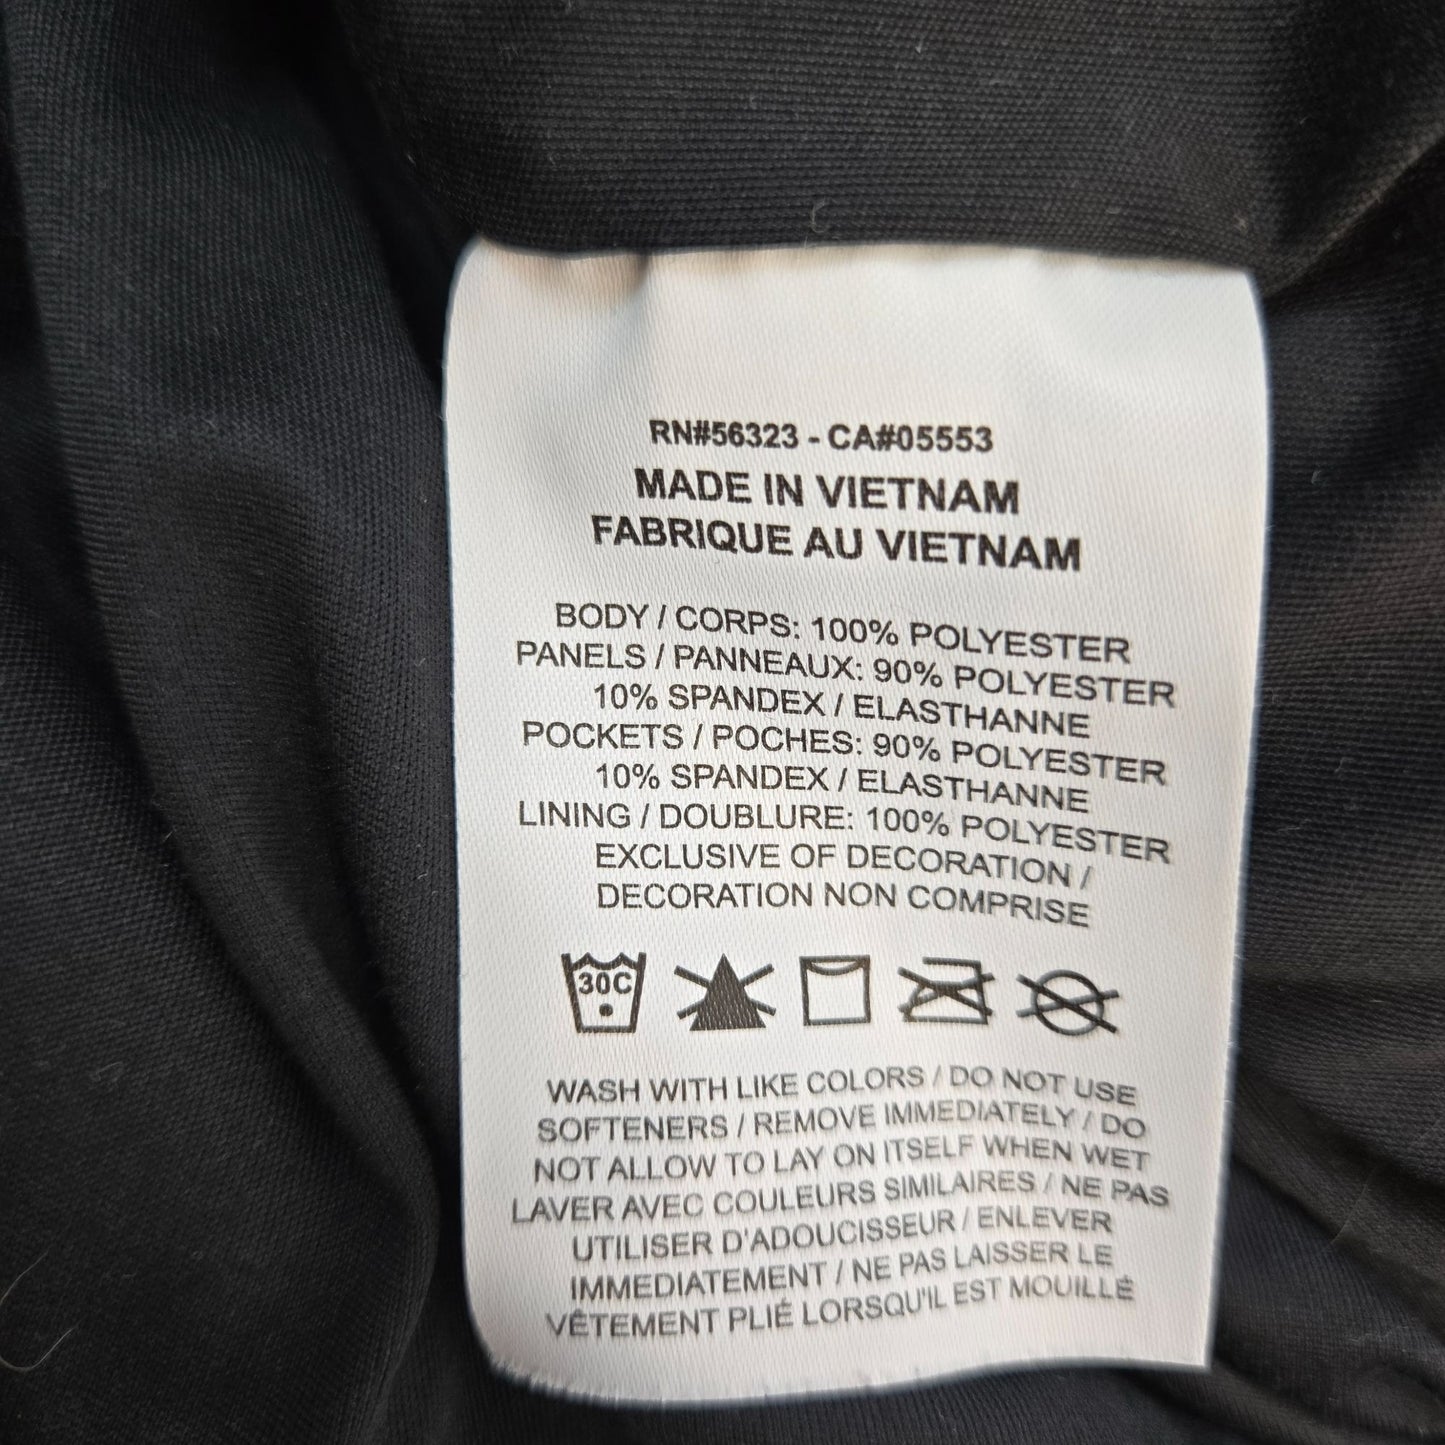 RN#56323 - CA#05553
MADE IN VIETNAM
FABRIQUE AU VIETNAM
BODY / CORPS: 100% POLYESTER
PANELS / PANNEAUX: 90% POLYESTER
10% SPANDEX / ELASTHANNE
POCKETS / POCHES: 90% POLYESTER
10% SPANDEX / ELASTHANNE
LINING / DOUBLURE: 100% POLYESTER
EXCLUSIVE OF DECORATION /
DECORATION NON COMPRISE
30C
WASH WITH LIKE COLORS / DO NOT USE
SOFTENERS / REMOVE IMMEDIATELY / DO
NOT ALLOW TO LAY ON ITSELF WHEN WET
LAVER AVEC COULEURS SIMILAIRES / NE PAS
UTILISER D'ADOUCISSEUR / ENLEVER
IMMEDIATEMENT / NE PAS LAISSER LE
VÊTEMENT PLIÉ LORSQU'IL EST MOUILLÉ